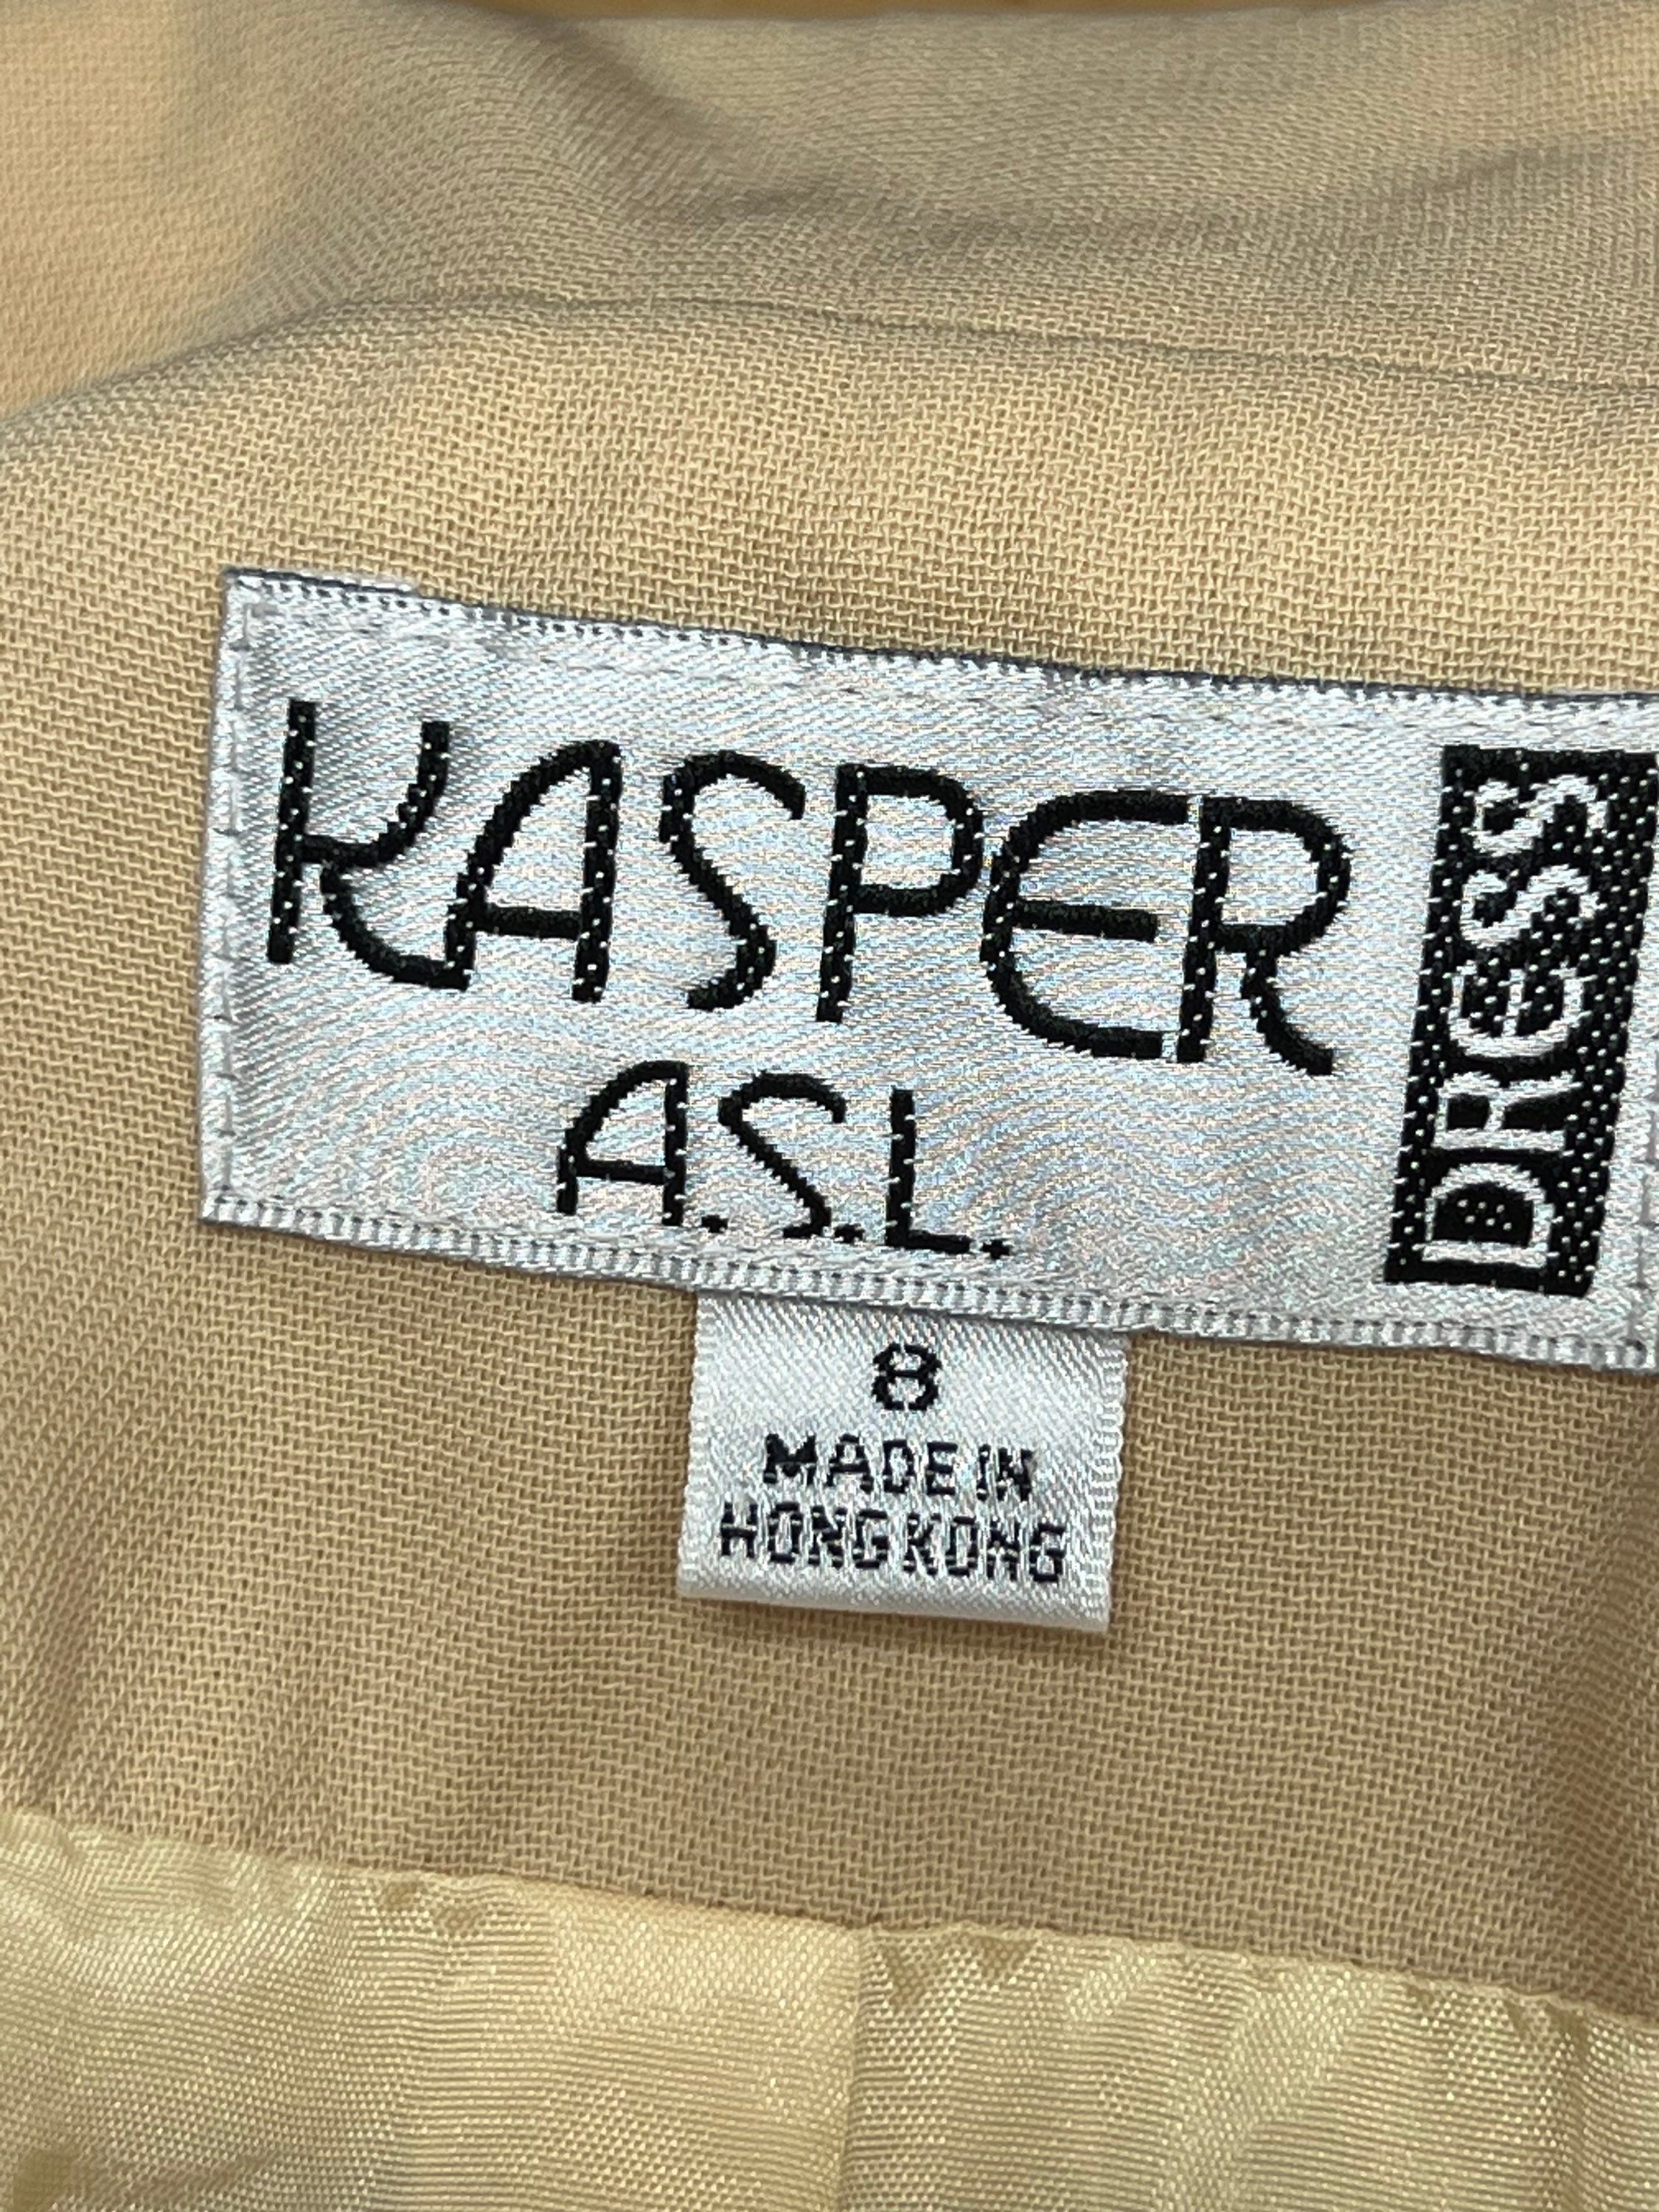 KASPER
A.S.L.
DRESS
8
MADE IN
HONG KONG